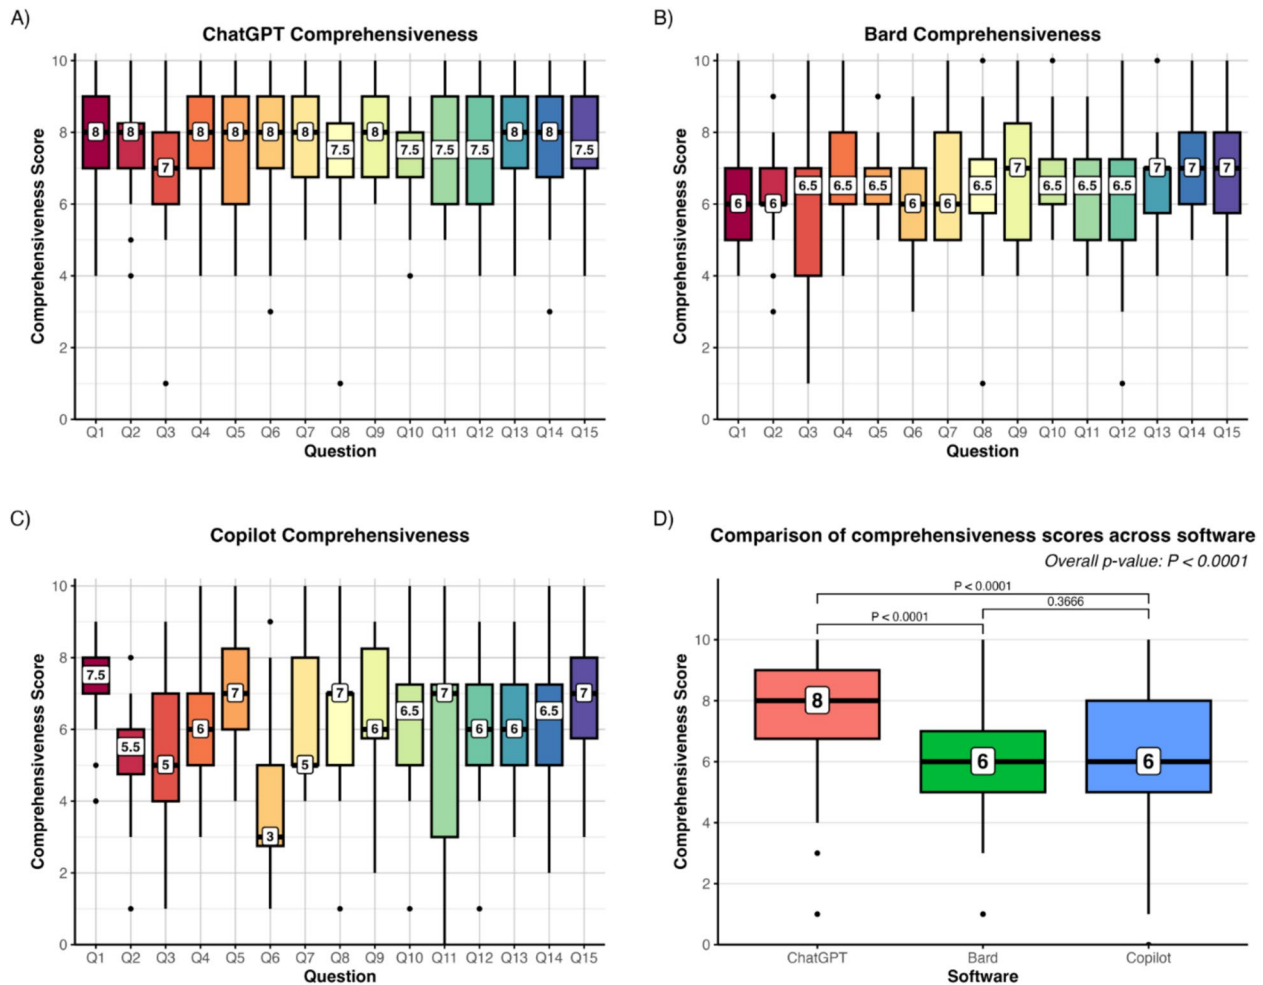 A)
ChatGPT Comprehensiveness
Comprehensiveness Score
10
8
6
4
2
0
8 8 7 8 8 8 8 7.5 8 7.5 7.5 7.5 8 8 7.5
Q1 Q2 Q3 Q4 Q5 Q6 Q7 Q8 Q9 Q10 Q11 Q12 Q13 Q14 Q15
Question
B)
Bard Comprehensiveness
Comprehensiveness Score
10
8
6
4
2
0
6 6 6.5 6.5 6.5 6 6 6.5 7 6.5 6.5 6.5 7 7 7
Q1 Q2 Q3 Q4 Q5 Q6 Q7 Q8 Q9 Q10 Q11 Q12 Q13 Q14 Q15
Question
C)
Copilot Comprehensiveness
Comprehensiveness Score
10
8
6
4
2
0
7.5 5.5 5 6 7 3 5 7 6 6.5 7 6 6 6.5 7
Q1 Q2 Q3 Q4 Q5 Q6 Q7 Q8 Q9 Q10 Q11 Q12 Q13 Q14 Q15
Question
D)
Comparison of comprehensiveness scores across software
Overall p-value: P < 0.0001
P < 0.0001
0.3666
P < 0.0001
Comprehensiveness Score
10
8
6
4
2
0
8 6 6
ChatGPT Bard Copilot
Software